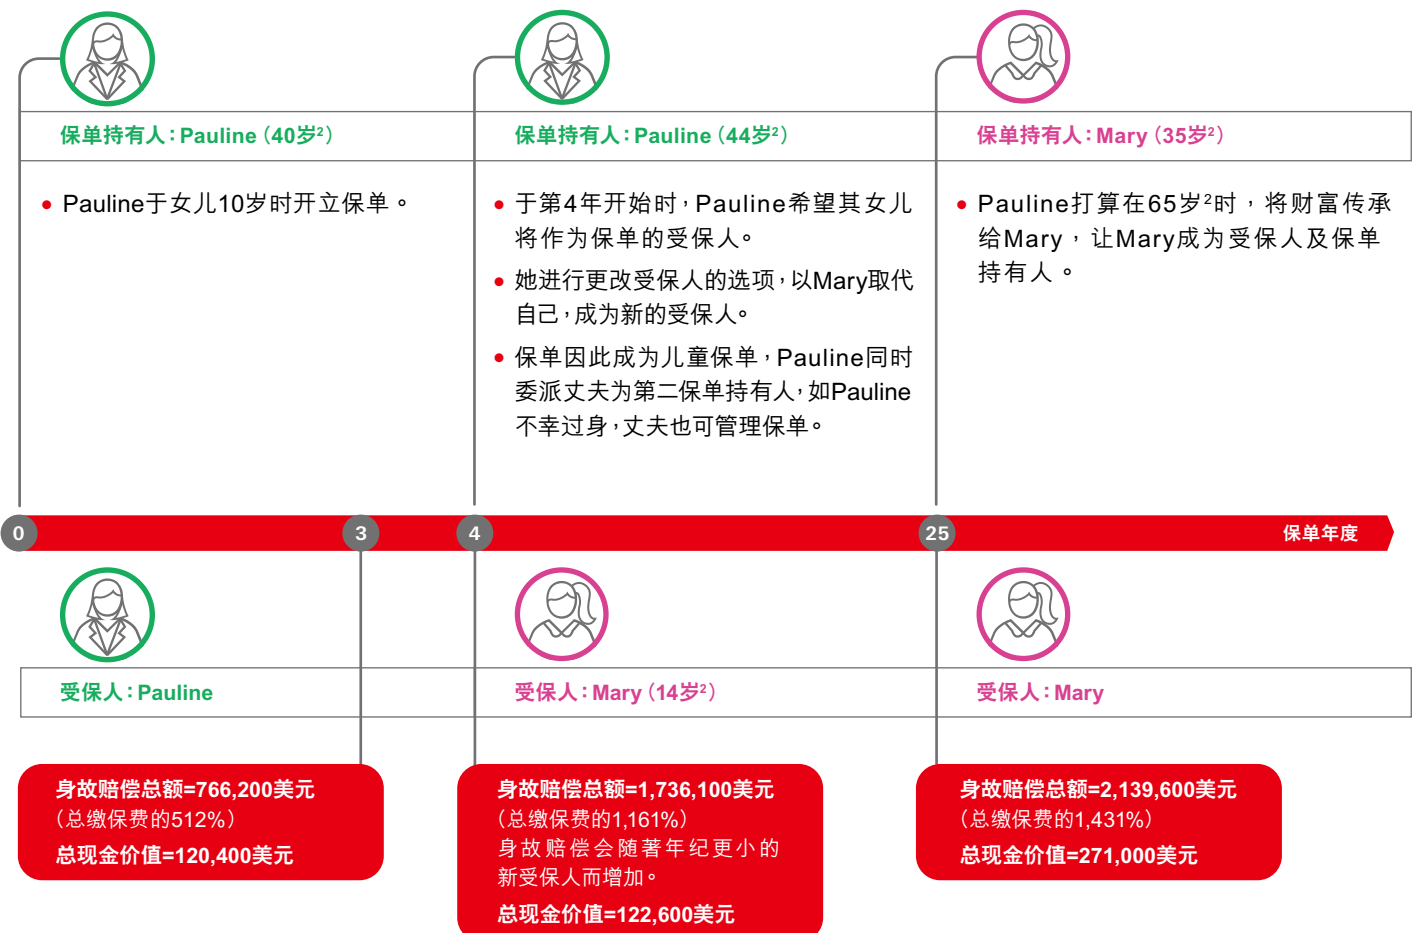 保单持有人：Pauline（40岁²）
保单持有人：Pauline（44岁²）
保单持有人：Mary（35岁²）
• Pauline于女儿10岁时开立保单。
• 于第4年开始时，Pauline希望其女儿
将作为保单的受保人。
• 她进行更改受保人的选项，以Mary取代
自己，成为新的受保人。
• 保单因此成为儿童保单，Pauline同时
委派丈夫为第二保单持有人，如Pauline
不幸过身，丈夫也可管理保单。
• Pauline打算在65岁²时，将财富传承
给Mary，让Mary成为受保人及保单
持有人。
0
3
4
25
保单年度
受保人：Pauline
受保人：Mary（14岁²）
受保人：Mary
身故赔偿总额=766,200美元
（总缴保费的512%）
总现金价值=120,400美元
身故赔偿总额=1,736,100美元
（总缴保费的1,161%）
身故赔偿会随著年纪更小的
新受保人而增加。
总现金价值=122,600美元
身故赔偿总额=2,139,600美元
（总缴保费的1,431%）
总现金价值=271,000美元